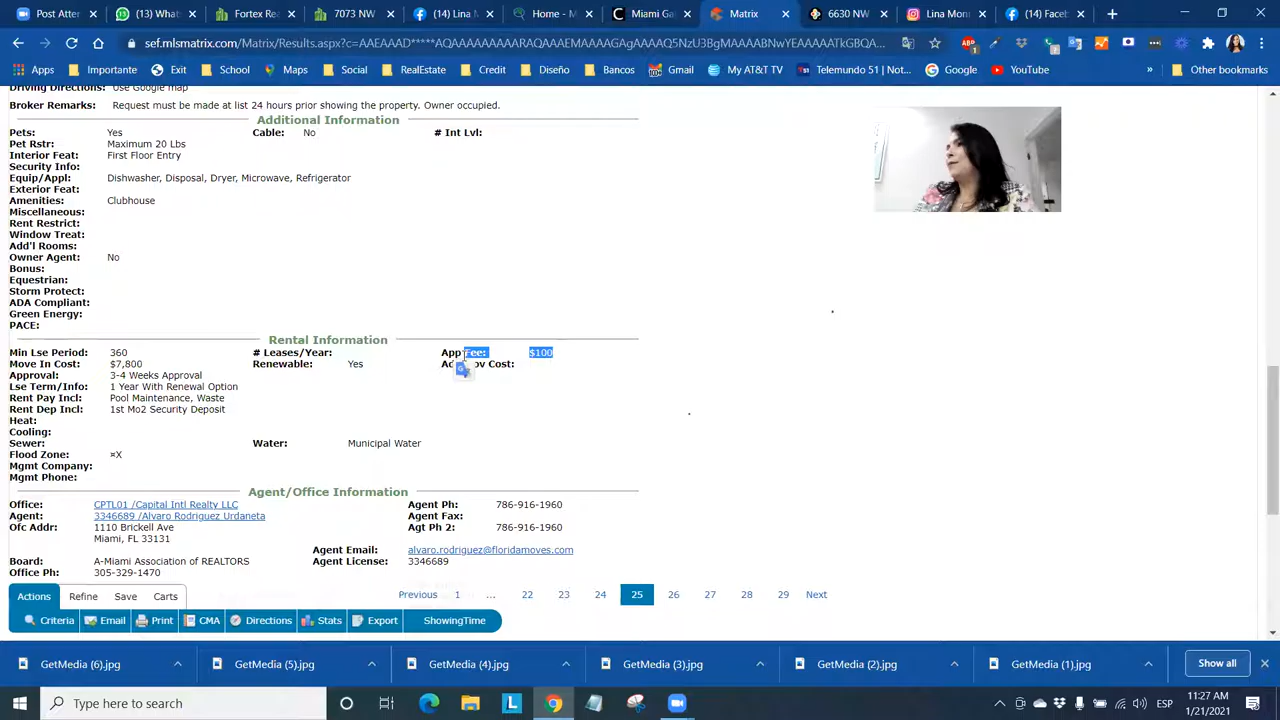 Post Atter
(13) Whats
Fortex Re
7073 NW
(14) Lina M
Home - M
Miami Ga
Matrix
6630 NW
Lina Mon
(14) Face
sef.mlsmatrix.com/Matrix/Results.aspx?c=AAEAAAD*****AQAAAAAAAAARAQAAAEMAAAAGAgAAAAQ5NzU3BgMAAAABNwYEAAAAATkGBQA...
Apps Importante Exit School Maps Social RealEstate Credit Diseño Bancos Gmail My AT&T TV Telemundo 51 | Not... Google YouTube » Other bookmarks
Driving Directions: Use Google map
Broker Remarks: Request must be made at list 24 hours prior showing the property. Owner occupied.
Additional Information
Pets: Yes Cable: No # Int Lvl:
Pet Rstr: Maximum 20 Lbs
Interior Feat: First Floor Entry
Security Info:
Equip/Appl: Dishwasher, Disposal, Dryer, Microwave, Refrigerator
Exterior Feat:
Amenities: Clubhouse
Miscellaneous:
Rent Restrict:
Window Treat:
Add'l Rooms:
Owner Agent: No
Bonus:
Equestrian:
Storm Protect:
ADA Compliant:
Green Energy:
PACE:
Rental Information
Min Lse Period: 360 # Leases/Year: App Fee: $100
Move In Cost: $7,800 Renewable: Yes Cost:
Approval: 3-4 Weeks Approval
Lse Term/Info: 1 Year With Renewal Option
Rent Pay Incl: Pool Maintenance, Waste
Rent Dep Incl: 1st Mo2 Security Deposit
Heat:
Cooling:
Sewer: Water: Municipal Water
Flood Zone: ¤X
Mgmt Company:
Mgmt Phone:
Agent/Office Information
Office: CPTL01 /Capital Intl Realty LLC Agent Ph: 786-916-1960
Agent: 3346689 /Alvaro Rodriguez Urdaneta Agent Fax:
Ofc Addr: 1110 Brickell Ave Agt Ph 2: 786-916-1960
Miami, FL 33131
Agent Email: alvaro.rodriguez@floridamoves.com
Board: A-Miami Association of REALTORS Agent License: 3346689
Office Ph: 305-329-1470
Actions Refine Save Carts Previous 1 ... 22 23 24 25 26 27 28 29 Next
Criteria Email Print CMA Directions Stats Export ShowingTime
GetMedia (6).jpg GetMedia (5).jpg GetMedia (4).jpg GetMedia (3).jpg GetMedia (2).jpg GetMedia (1).jpg Show all
Type here to search
ESP
11:27 AM
1/21/2021